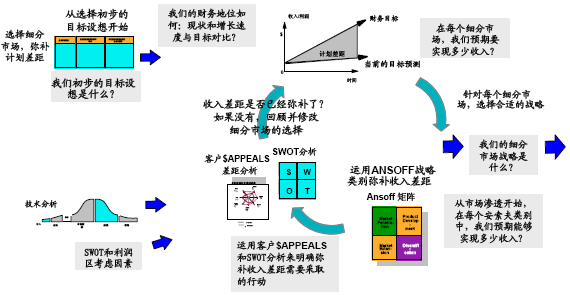 从选择初步的
目标设想开始
选择细分
市场，弥补
计划差距
我们初步的目标设
想是什么？
我们的财务地位如
何：现状和增长速
度与目标对比？
收入/利润
$
财务目标
计划差距
当前的目标预测
时间
在每个细分市
场，我们预期要
实现多少收入？
针对每个细分市
场，选择合适的战略
我们的细分
市场战略是
什么？
收入差距是否已经弥补了？
如果没有，回顾并修改
细分市场的选择
客户$APPEALS
差距分析
SWOT分析
S W
O T
运用ANSOFF战略
类别弥补收入差距
Ansoff 矩阵
从市场渗透开始，
在每个安索夫类别
中，我们预期能够
实现多少收入？
技术分析
SWOT和利润
区考虑因素
运用客户$APPEALS
和SWOT分析来明确弥
补收入差距需要采取
的行动